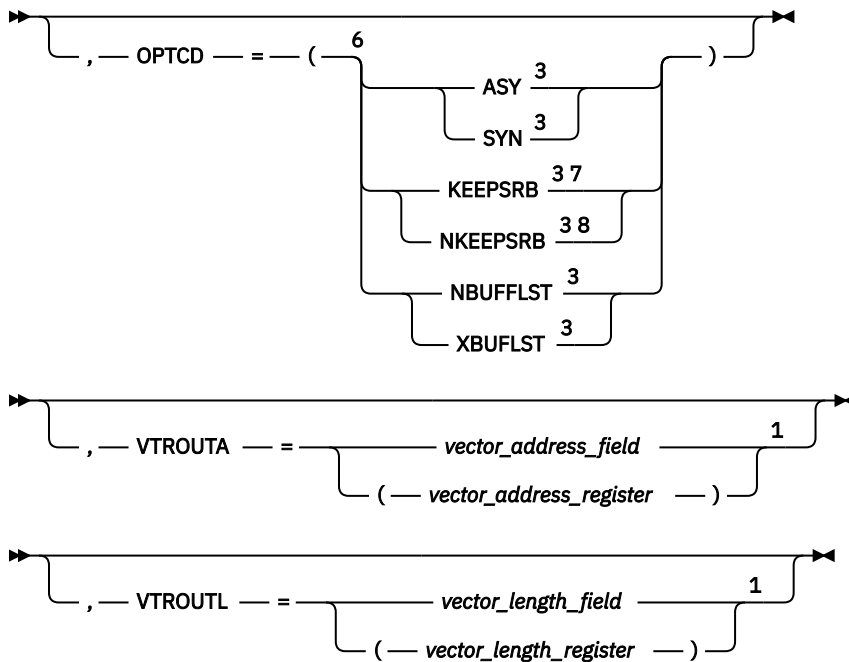 6
, OPTCD = ( )
ASY 3
SYN 3
KEEPSRB 3 7
NKEEPSRB 3 8
NBUFFLST 3
XBUFLST 3
, VTROUTA = vector_address_field 1
( vector_address_register )
, VTROUTL = vector_length_field 1
( vector_length_register )